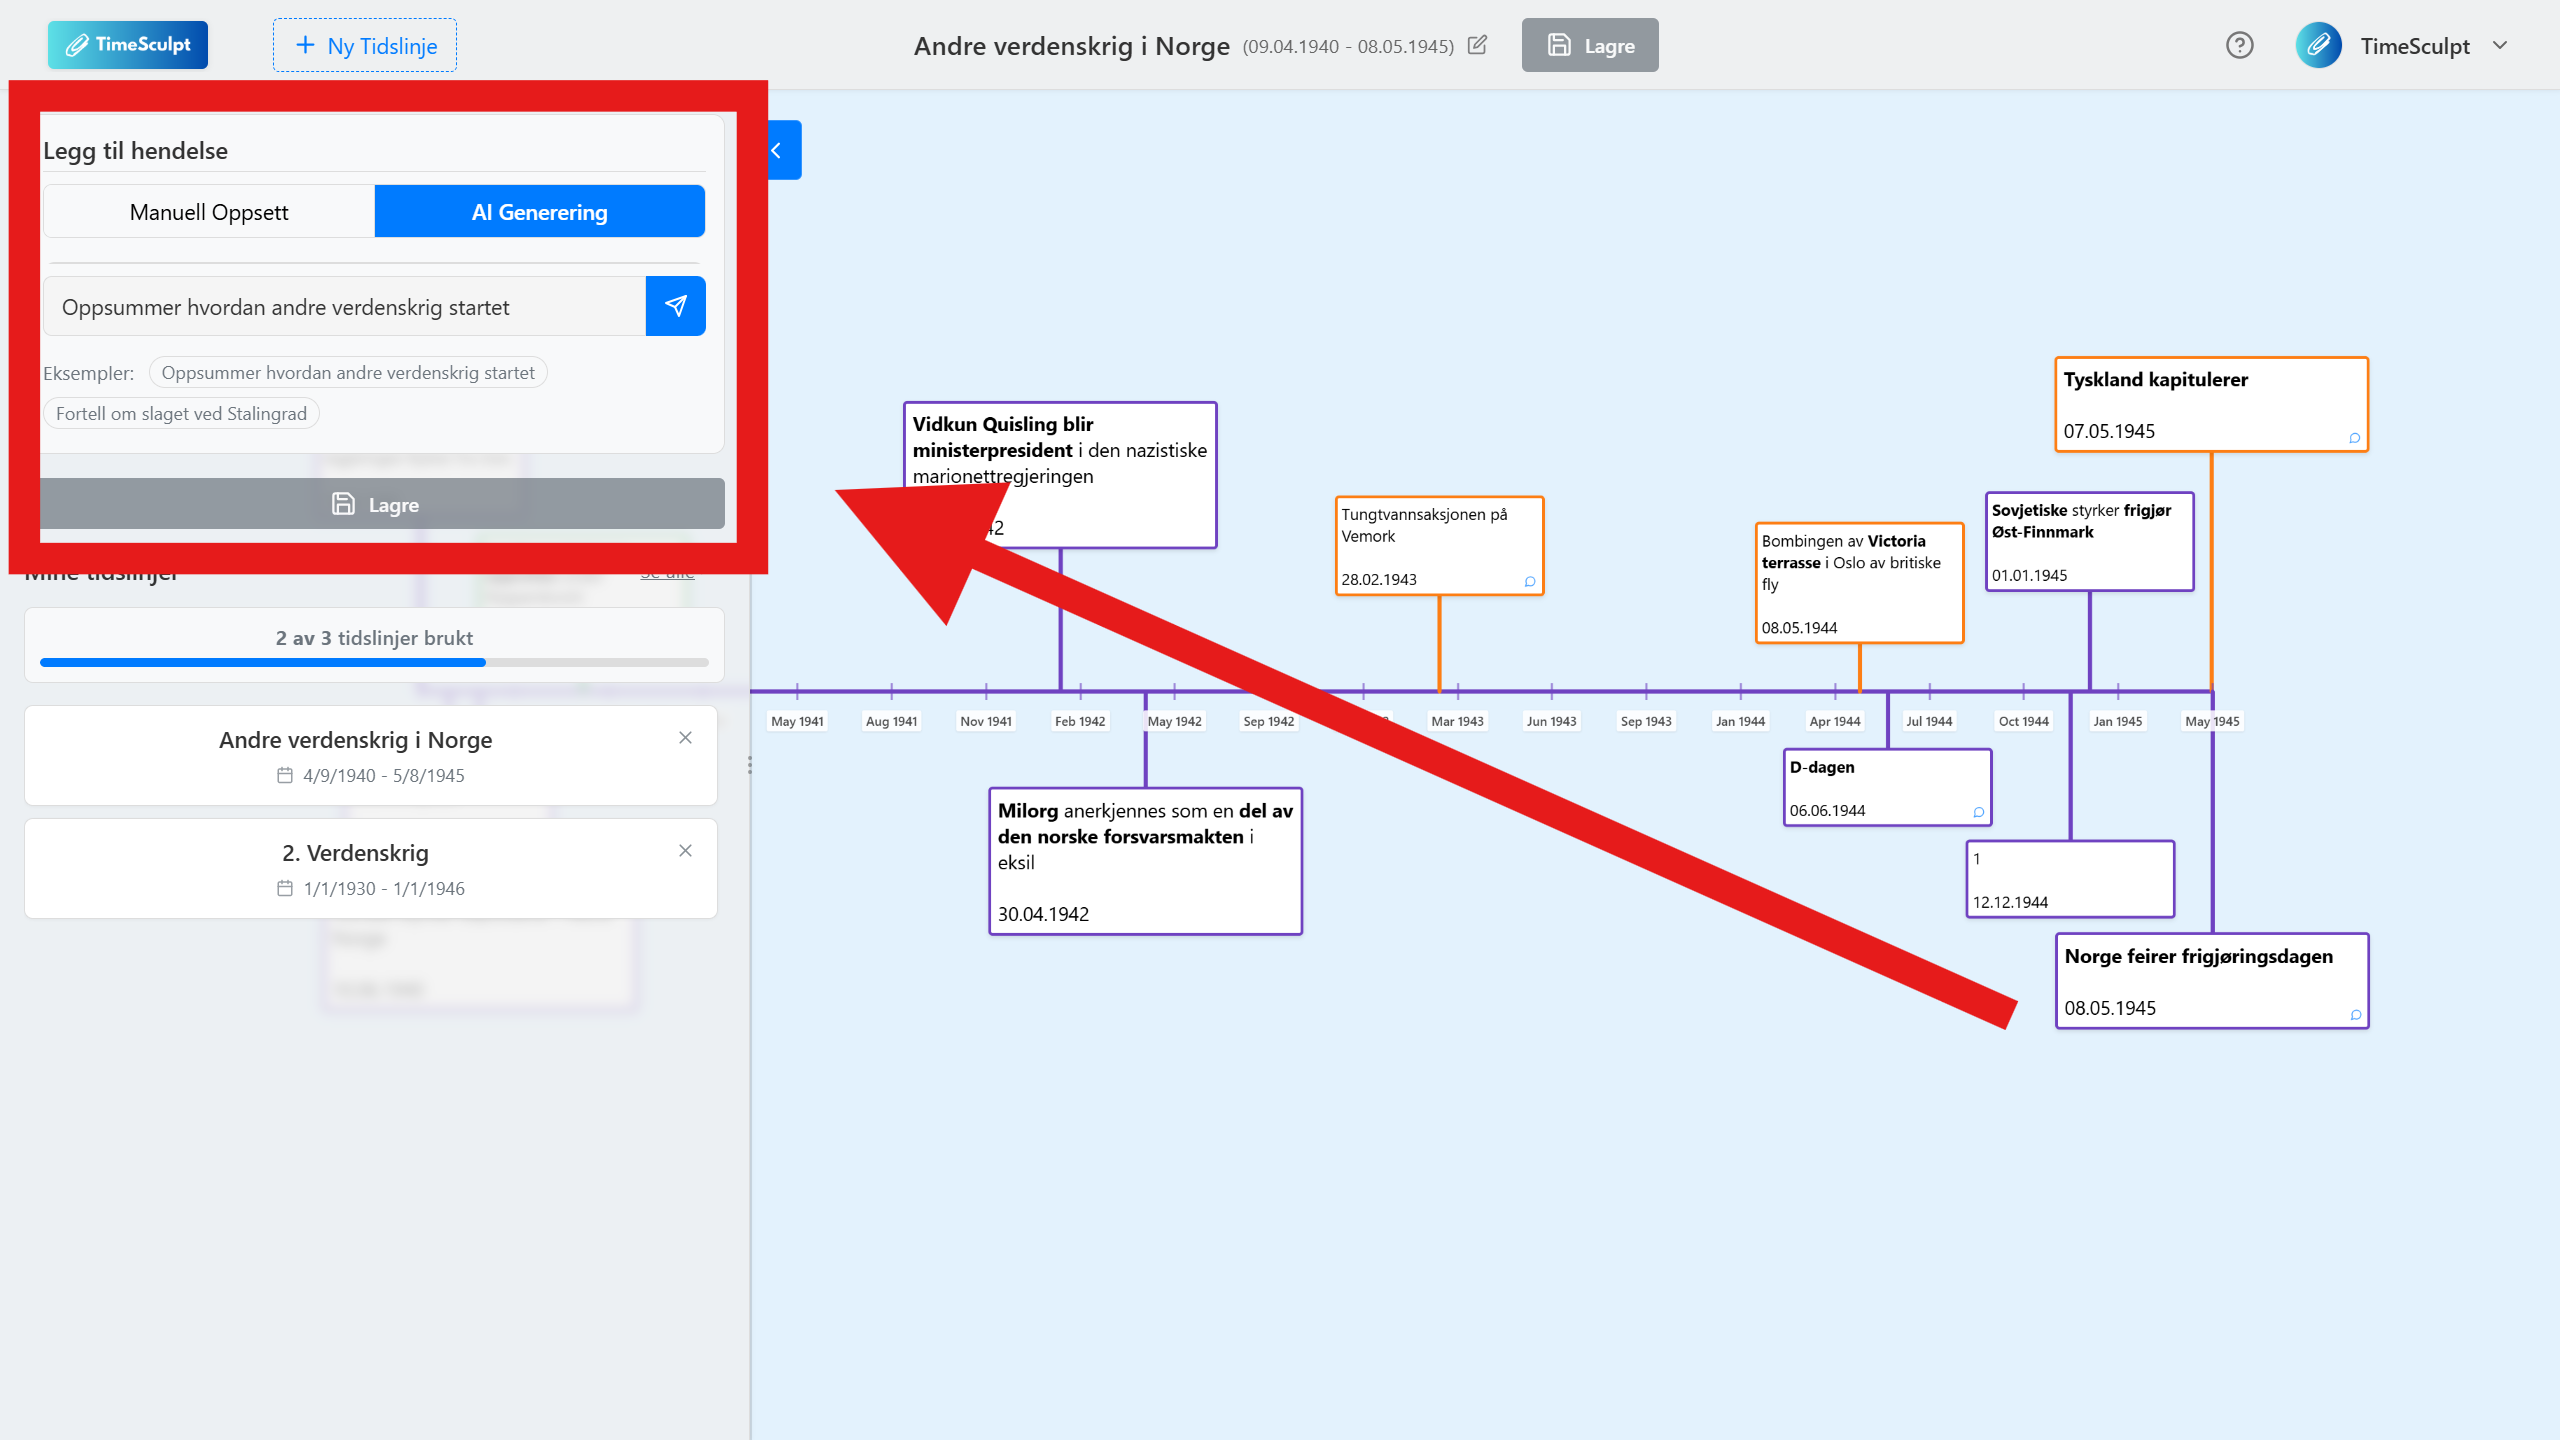 TimeSculpt
Ny Tidslinje
Andre verdenskrig i Norge (09.04.1940 - 08.05.1945)
Lagre
TimeSculpt
Legg til hendelse
Manuell Oppsett
AI Generering
Oppsummer hvordan andre verdenskrig startet
Eksempler: Oppsummer hvordan andre verdenskrig startet
Fortell om slaget ved Stalingrad
Lagre
Mine tidslinjer
Se alle
2 av 3 tidslinjer brukt
Andre verdenskrig i Norge
4/9/1940 - 5/8/1945
2. Verdenskrig
1/1/1930 - 1/1/1946
Vidkun Quisling blir
ministerpresident i den nazistiske
marionettregjeringen
Tungtvannsaksjonen på
Vemork
28.02.1943
Bombingen av Victoria
terrasse i Oslo av britiske
fly
08.05.1944
Sovjetiske styrker frigjør
Øst-Finnmark
01.01.1945
Tyskland kapitulerer
07.05.1945
May 1941
Aug 1941
Nov 1941
Feb 1942
May 1942
Sep 1942
Mar 1943
Jun 1943
Sep 1943
Jan 1944
Apr 1944
Jul 1944
Oct 1944
Jan 1945
May 1945
Milorg anerkjennes som en del av
den norske forsvarsmakten i
eksil
30.04.1942
D-dagen
06.06.1944
1
12.12.1944
Norge feirer frigjøringsdagen
08.05.1945